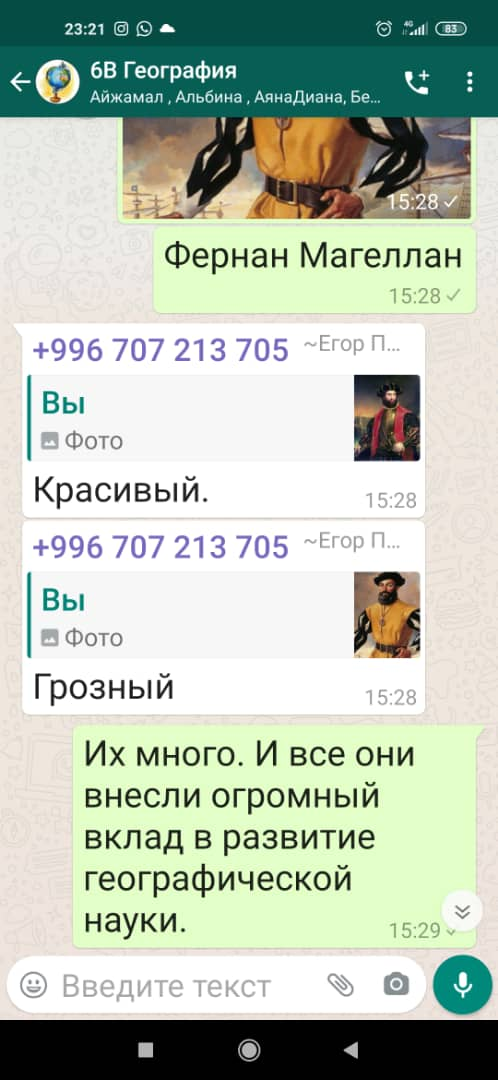 23:21
4G
83
6В География
Айжамал , Альбина , АянаДиана, Бе...
15:28
Фернан Магеллан
15:28
+996 707 213 705 ~Егор П...
Вы
Фото
Красивый.
15:28
+996 707 213 705 ~Егор П...
Вы
Фото
Грозный
15:28
Их много. И все они
внесли огромный
вклад в развитие
географической
науки.
15:29
Введите текст